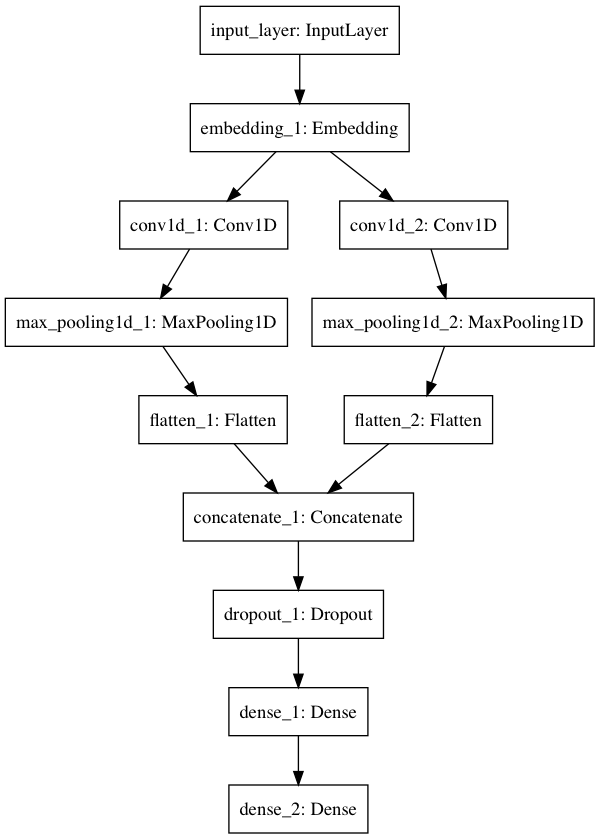 input_layer: InputLayer
embedding_1: Embedding
conv1d_1: Conv1D
conv1d_2: Conv1D
max_pooling1d_1: MaxPooling1D
max_pooling1d_2: MaxPooling1D
flatten_1: Flatten
flatten_2: Flatten
concatenate_1: Concatenate
dropout_1: Dropout
dense_1: Dense
dense_2: Dense